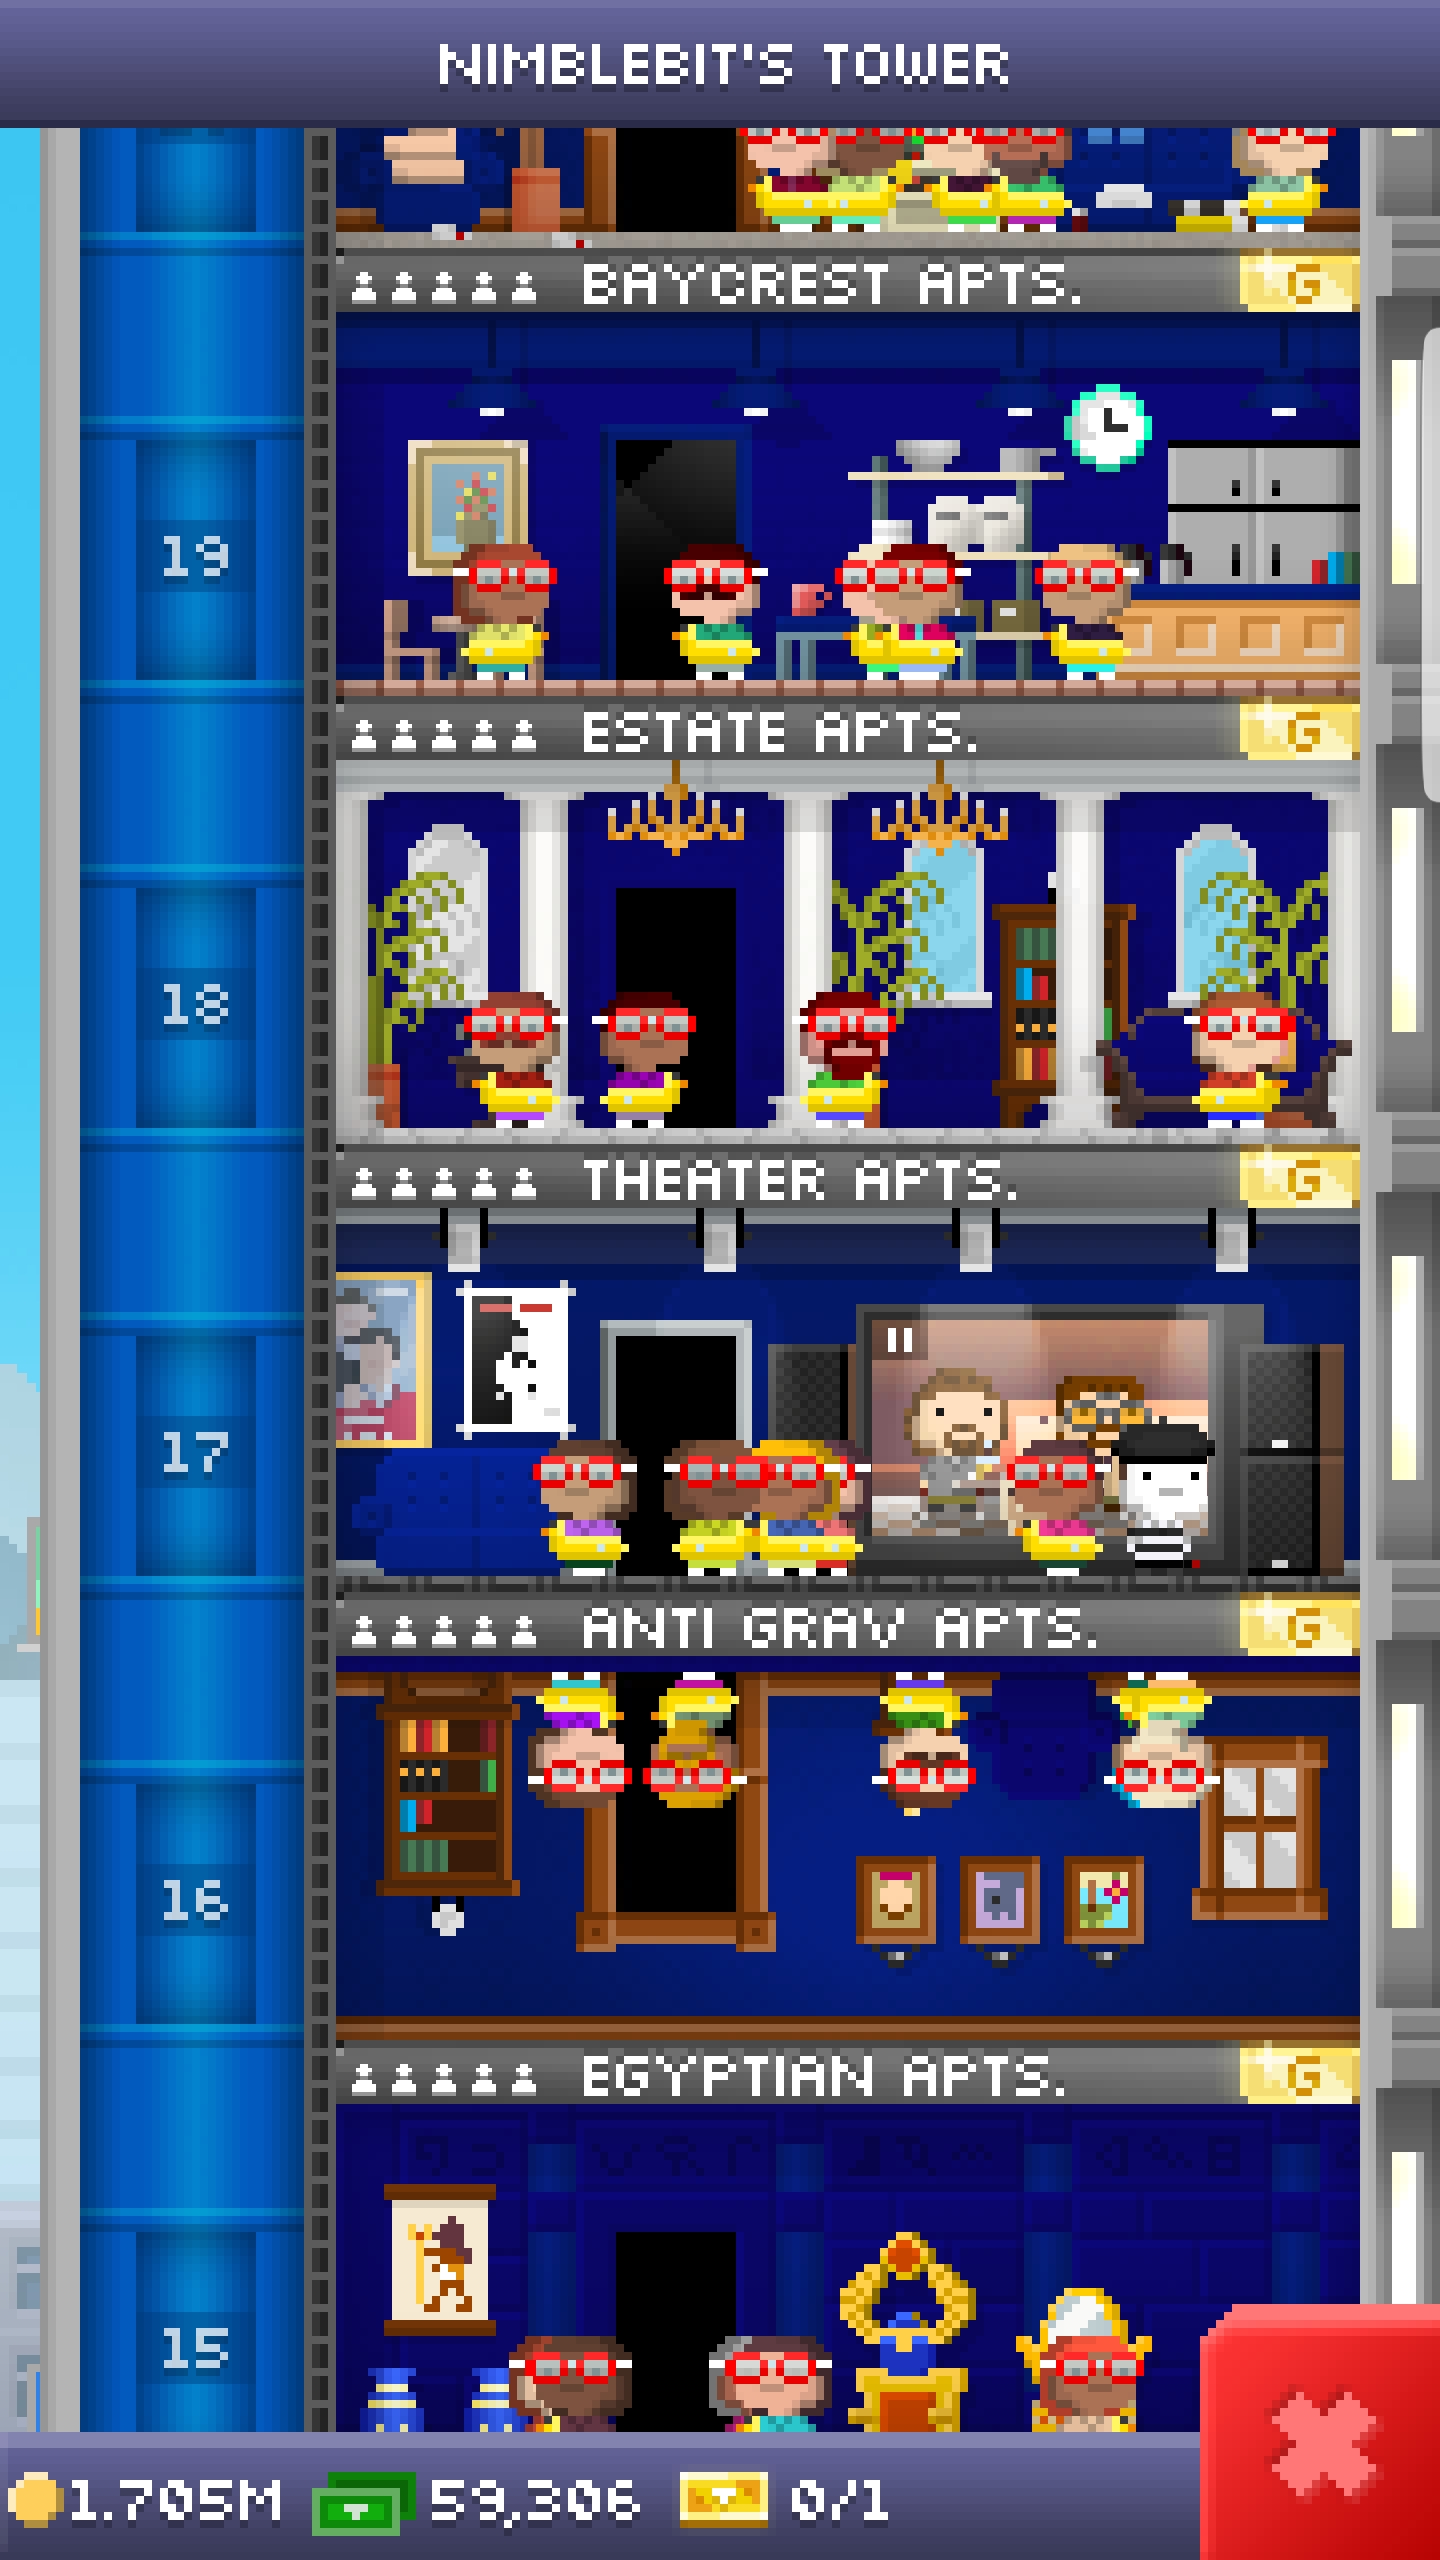 NIMBLEBIT'S TOWER
BAYCREST APTS. G
19
ESTATE APTS. G
18
THEATER APTS. G
17
ANTI GRAV APTS. G
16
EGYPTIAN APTS. G
15
1.705M 59,306 0/1